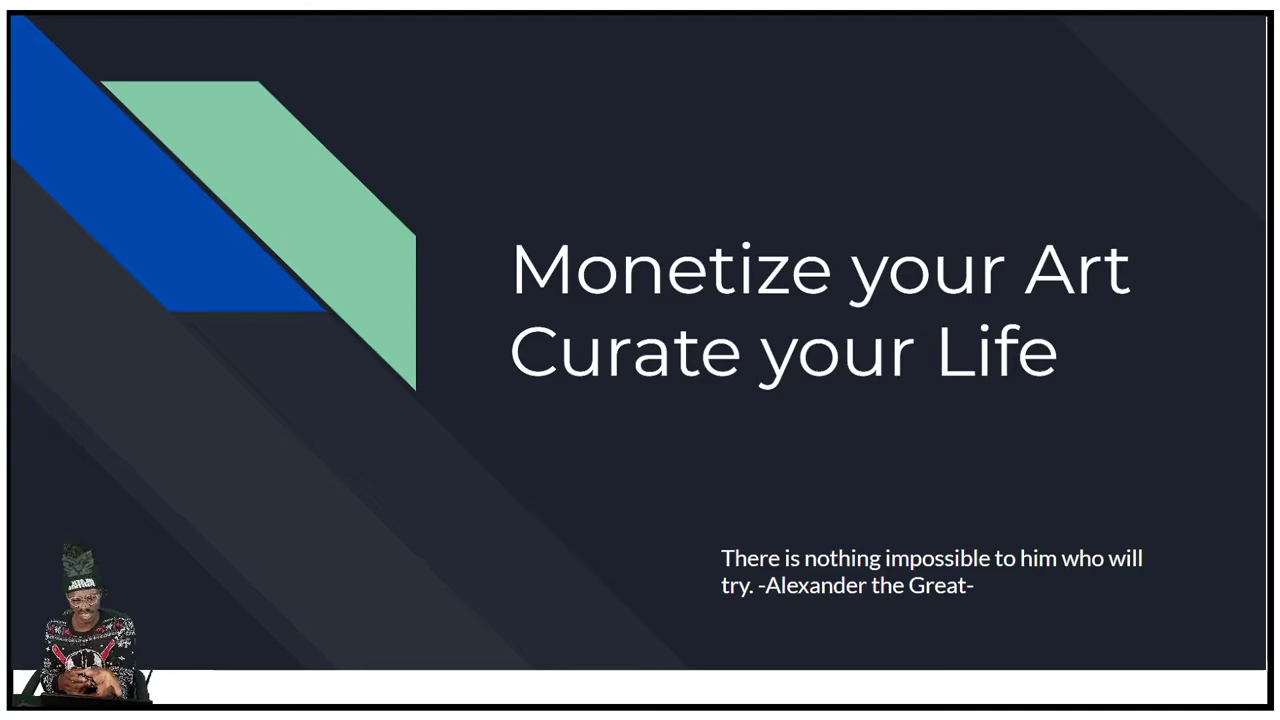 Monetize your Art
Curate your Life
There is nothing impossible to him who will
try. -Alexander the Great-